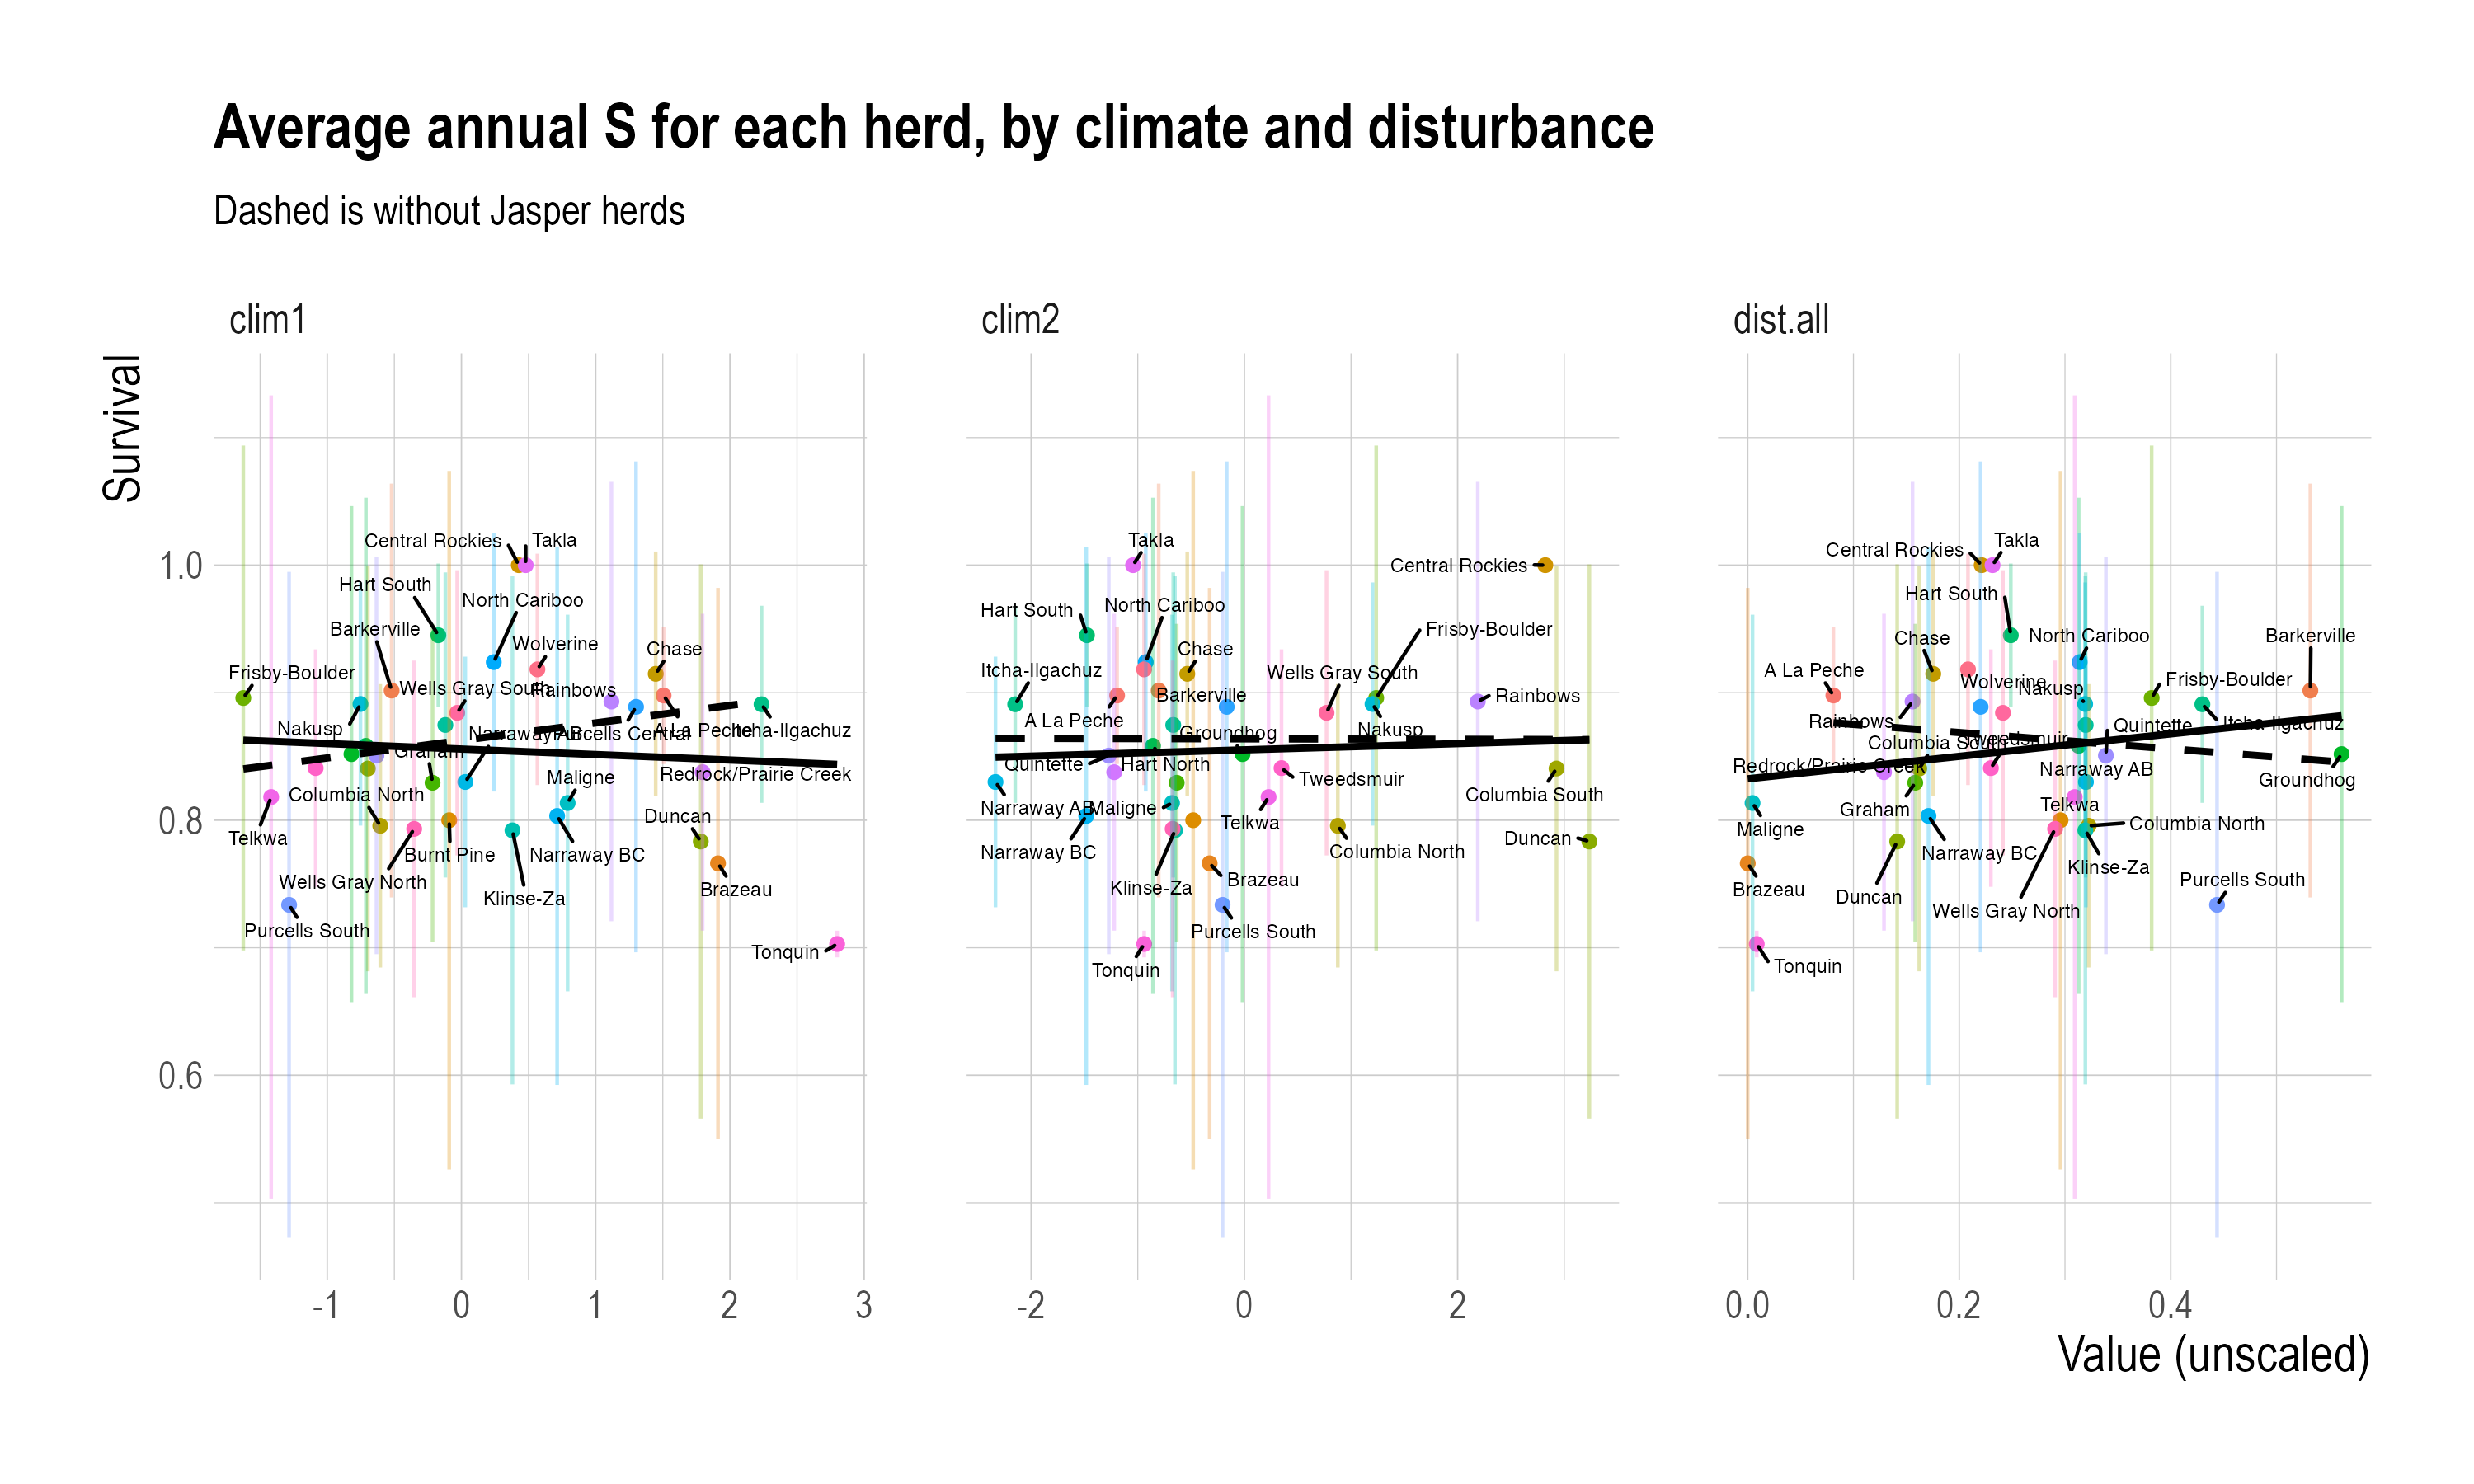 Average annual S for each herd, by climate and disturbance
Dashed is without Jasper herds
clim1
clim2
dist.all
Survival
1.0
0.8
0.6
Central Rockies
Takla
Hart South
North Cariboo
Barkerville
Wolverine
Chase
Frisby-Boulder
Wells Gray South
Rainbows
Nakusp
Graham
Narraway AB
Purcells Central
A La Peche
Itcha-Ilgachuz
Redrock/Prairie Creek
Maligne
Columbia North
Duncan
Telkwa
Burnt Pine
Narraway BC
Wells Gray North
Klinse-Za
Brazeau
Purcells South
Tonquin
-1
0
1
2
3
Takla
Central Rockies
Hart South
North Cariboo
Frisby-Boulder
Chase
Itcha-Ilgachuz
Wells Gray South
Barkerville
Rainbows
A La Peche
Groundhog
Nakusp
Quintette
Hart North
Tweedsmuir
Narraway AB
Maligne
Telkwa
Columbia South
Narraway BC
Columbia North
Duncan
Klinse-Za
Brazeau
Purcells South
Tonquin
-2
0
2
Central Rockies
Takla
Hart South
Chase
North Cariboo
Barkerville
A La Peche
Wolverine
Nakusp
Frisby-Boulder
Rainbows
Quintette
Itcha-Ilgachuz
Columbia South
Tweedsmuir
Redrock/Prairie Creek
Narraway AB
Groundhog
Graham
Telkwa
Maligne
Columbia North
Narraway BC
Klinse-Za
Brazeau
Duncan
Purcells South
Wells Gray North
Tonquin
0.0
0.2
0.4
Value (unscaled)